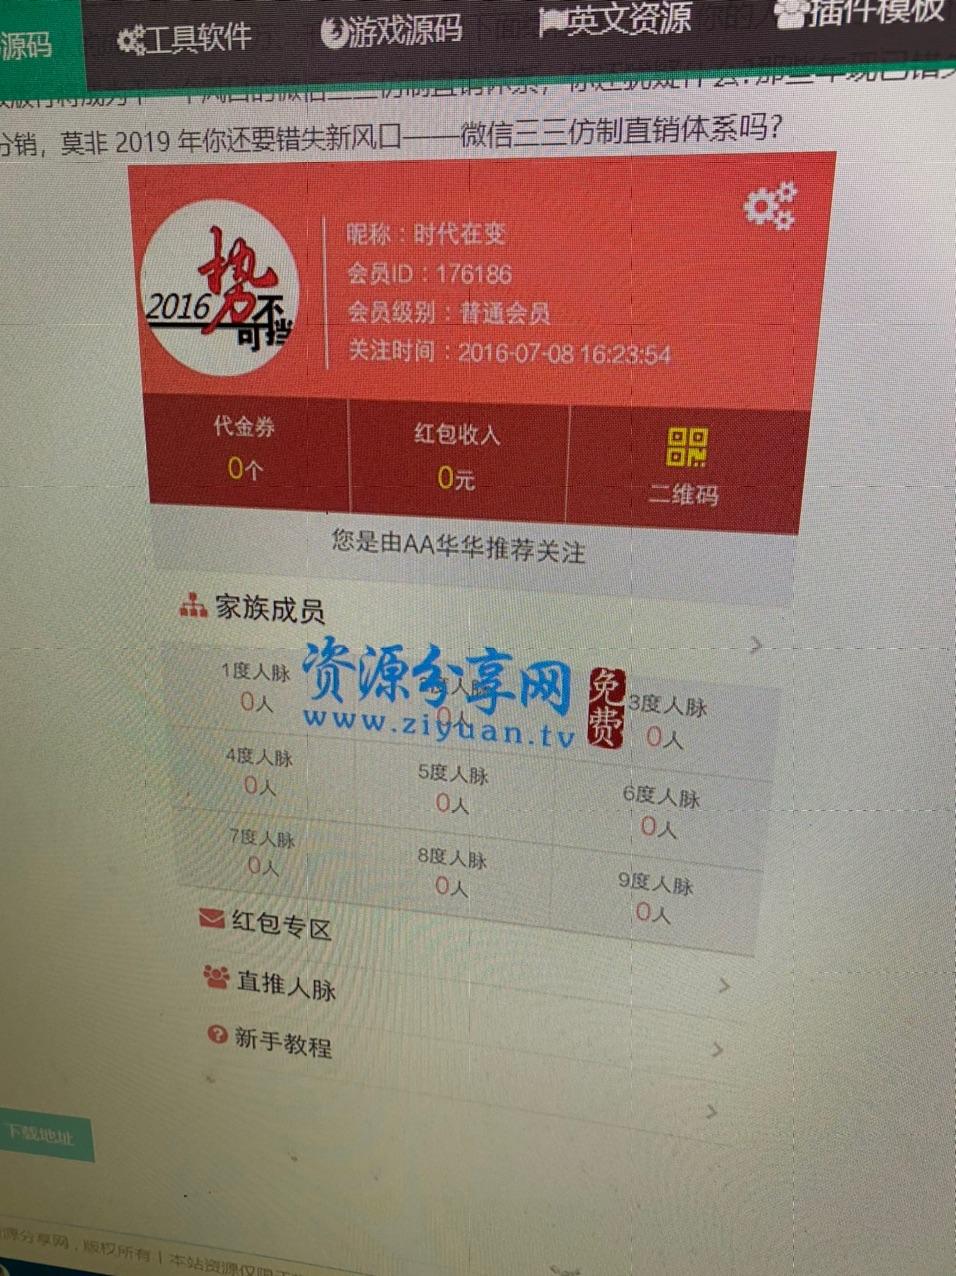 源码 工具软件 游戏源码 英文资源 插件模板
分销，莫非 2019 年你还要错失新风口——微信三三仿制直销体系吗？
2016 势不可挡
昵称：时代在变
会员ID：176186
会员级别：普通会员
关注时间：2016-07-08 16:23:54
代金券 红包收入
0个 0元 二维码
您是由AA华华推荐关注
家族成员
资源分享网 免费
www.ziyuan.tv
1度人脉 度人脉 3度人脉
0人 0人 0人
4度人脉 5度人脉 6度人脉
0人 0人 0人
7度人脉 8度人脉 9度人脉
0人 0人 0人
红包专区
直推人脉
新手教程
下载地址
源分享网，版权所有丨本站资源仅限于